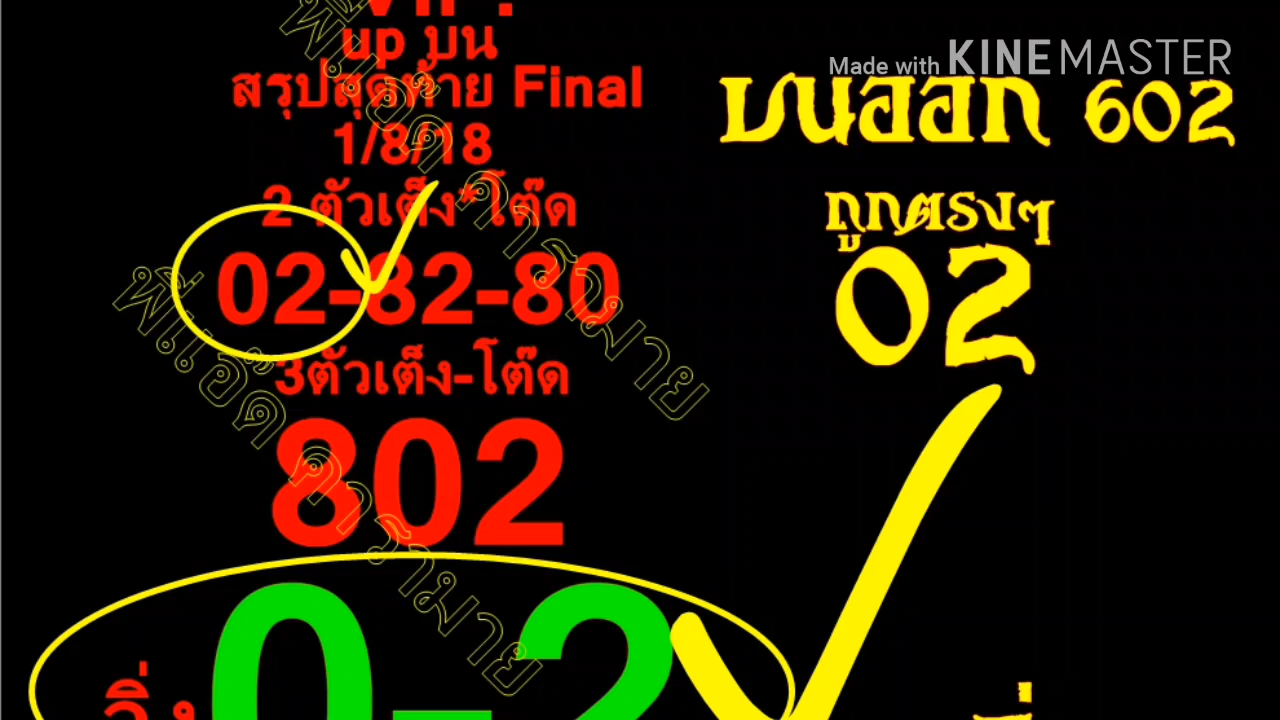 up บน
สรุปสุดท้าย Final
1/8/18
2 ตัวเต็ง*โต๊ด
02-82-80
3ตัวเต็ง-โต๊ด
802
0-2
วิ่ง
Made with KINEMASTER
บนออก 602
ถูกตรงๆ
02